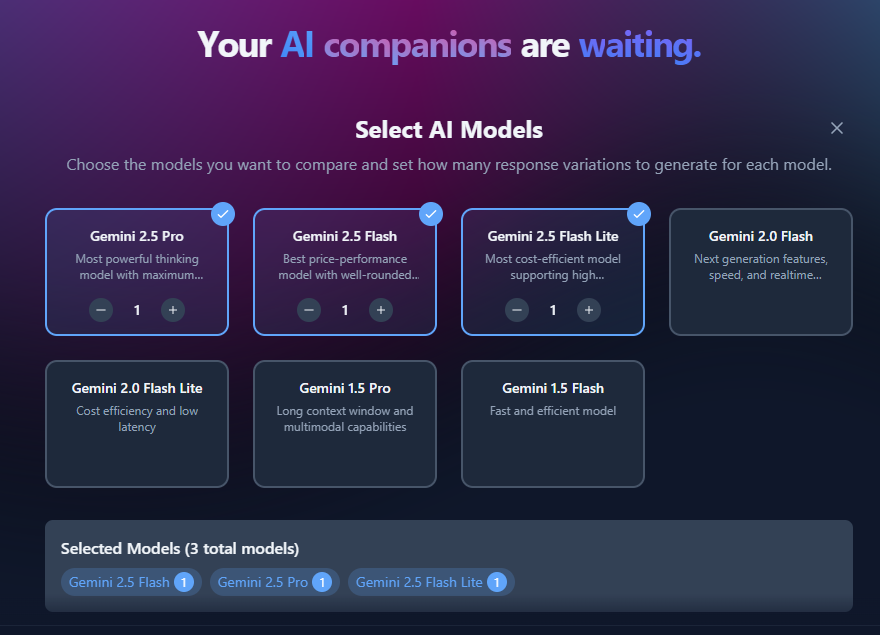 Your AI companions are waiting.
Select AI Models
Choose the models you want to compare and set how many response variations to generate for each model.
Gemini 2.5 Pro
Most powerful thinking
model with maximum...
1
Gemini 2.5 Flash
Best price-performance
model with well-rounded...
1
Gemini 2.5 Flash Lite
Most cost-efficient model
supporting high...
1
Gemini 2.0 Flash
Next generation features,
speed, and realtime...
Gemini 2.0 Flash Lite
Cost efficiency and low
latency
Gemini 1.5 Pro
Long context window and
multimodal capabilities
Gemini 1.5 Flash
Fast and efficient model
Selected Models (3 total models)
Gemini 2.5 Flash 1 Gemini 2.5 Pro 1 Gemini 2.5 Flash Lite 1